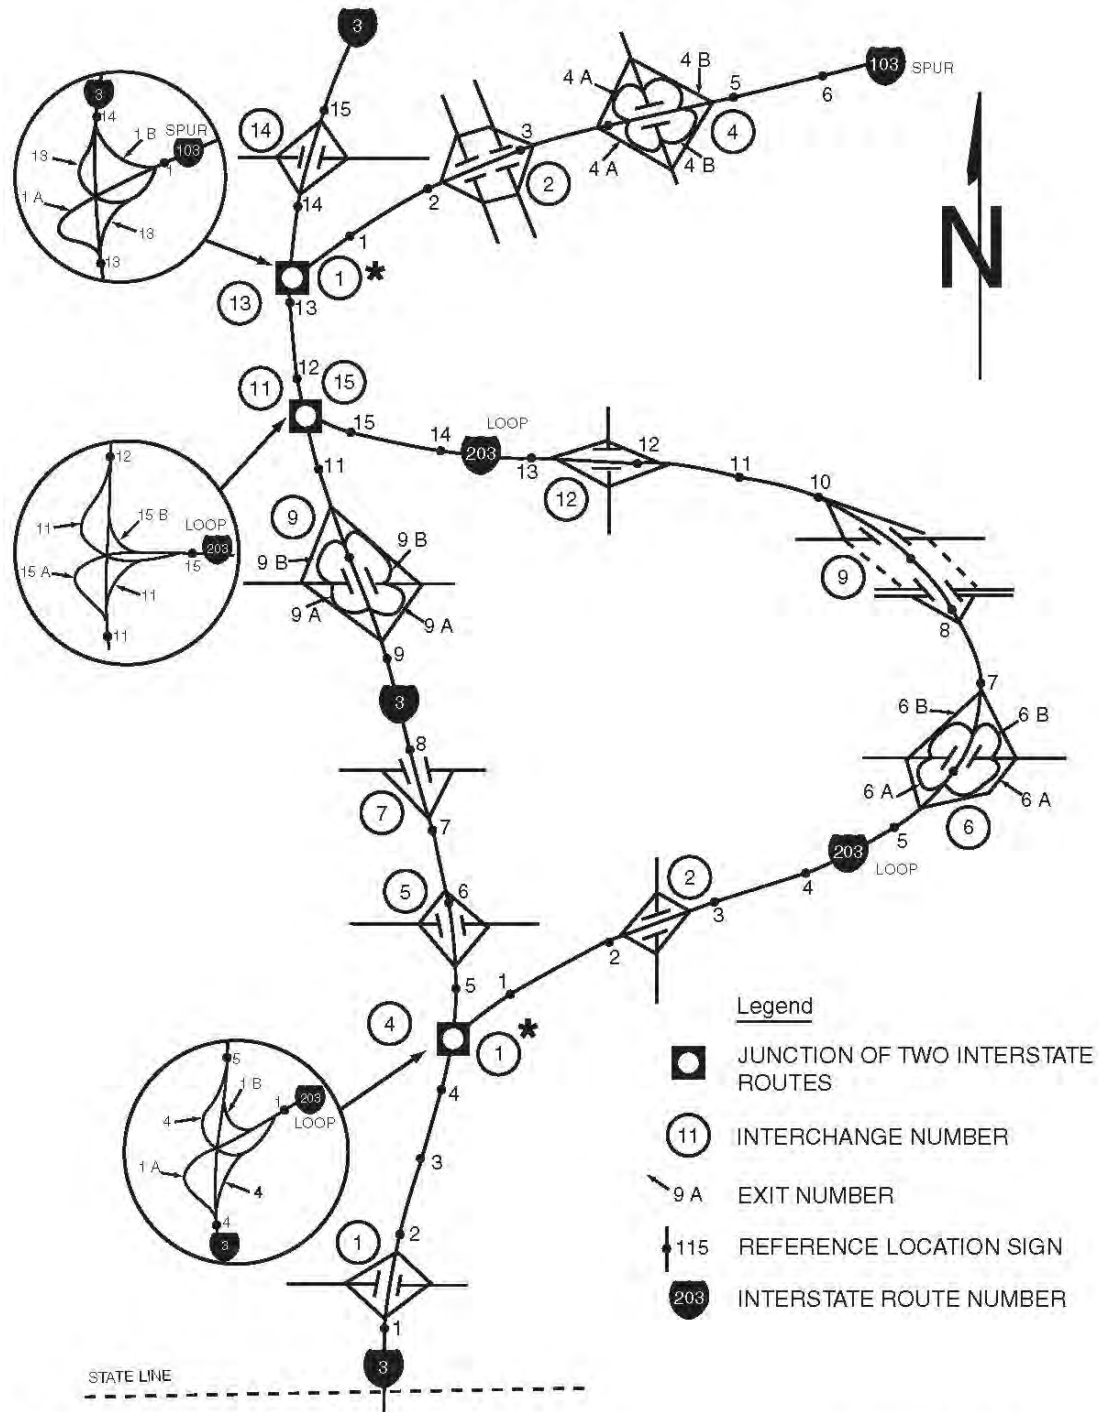 3
103 SPUR
4 B
4 A
5
6
15
14
3
4
2
4 A
4 B
2
14
1
3
14
1 B
SPUR
103
1
13
1 A
13
13
N
1 *
13
13
12
11
15
15
LOOP
14
203
13
12
12
11
10
11
9
9 B
9 B
9 A
9 A
9
12
11
15 B
LOOP
203
15
15 A
11
11
9
8
7
6 B
6 B
6 A
6 A
6
5
203
LOOP
4
3
8
7
7
3
2
2
6
5
5
1
4
1 *
4
3
2
1
1
3
5
1 B
1
203
LOOP
4
1 A
4
4
3
STATE LINE
Legend
JUNCTION OF TWO INTERSTATE
ROUTES
11 INTERCHANGE NUMBER
9 A EXIT NUMBER
115 REFERENCE LOCATION SIGN
203 INTERSTATE ROUTE NUMBER